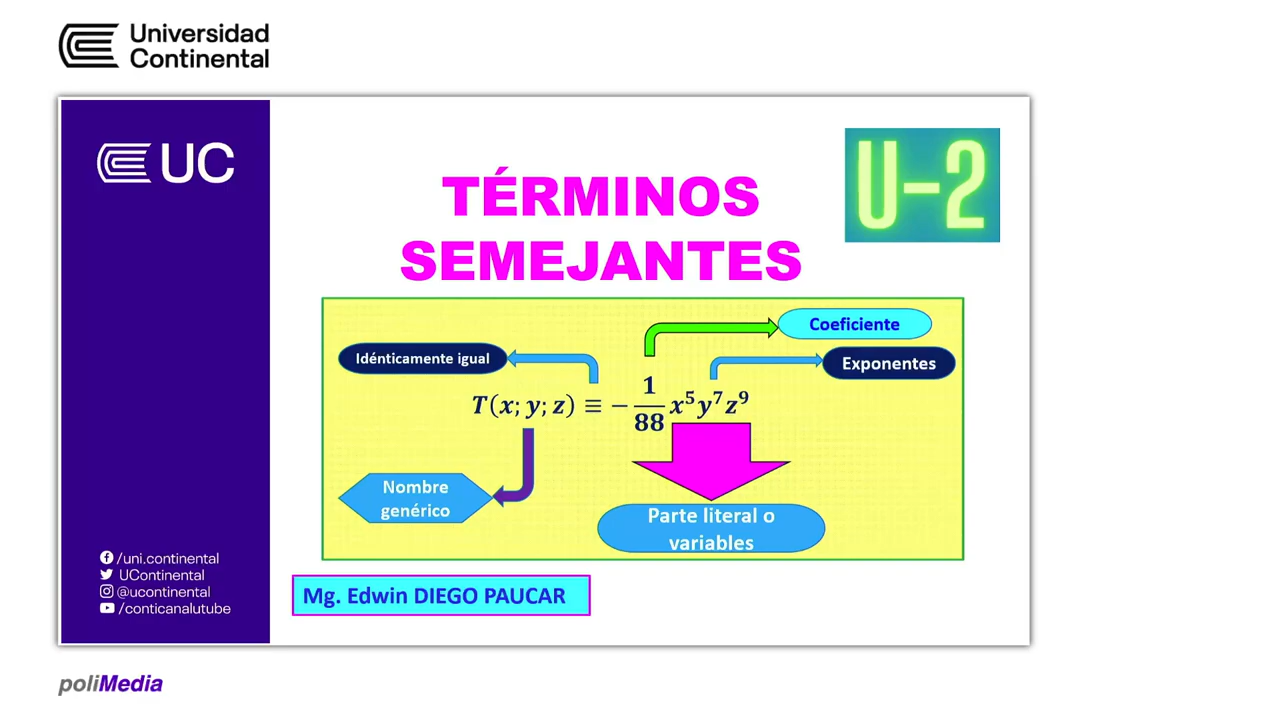 Universidad
Continental
UC
U-2
TÉRMINOS
SEMEJANTES
Coeficiente
Idénticamente igual
Exponentes
T(x; y; z) ≡ − 1/88 x⁵y⁷z⁹
Nombre
genérico
Parte literal o
variables
/uni.continental
UContinental
@ucontinental
/conticanalutube
Mg. Edwin DIEGO PAUCAR
poliMedia